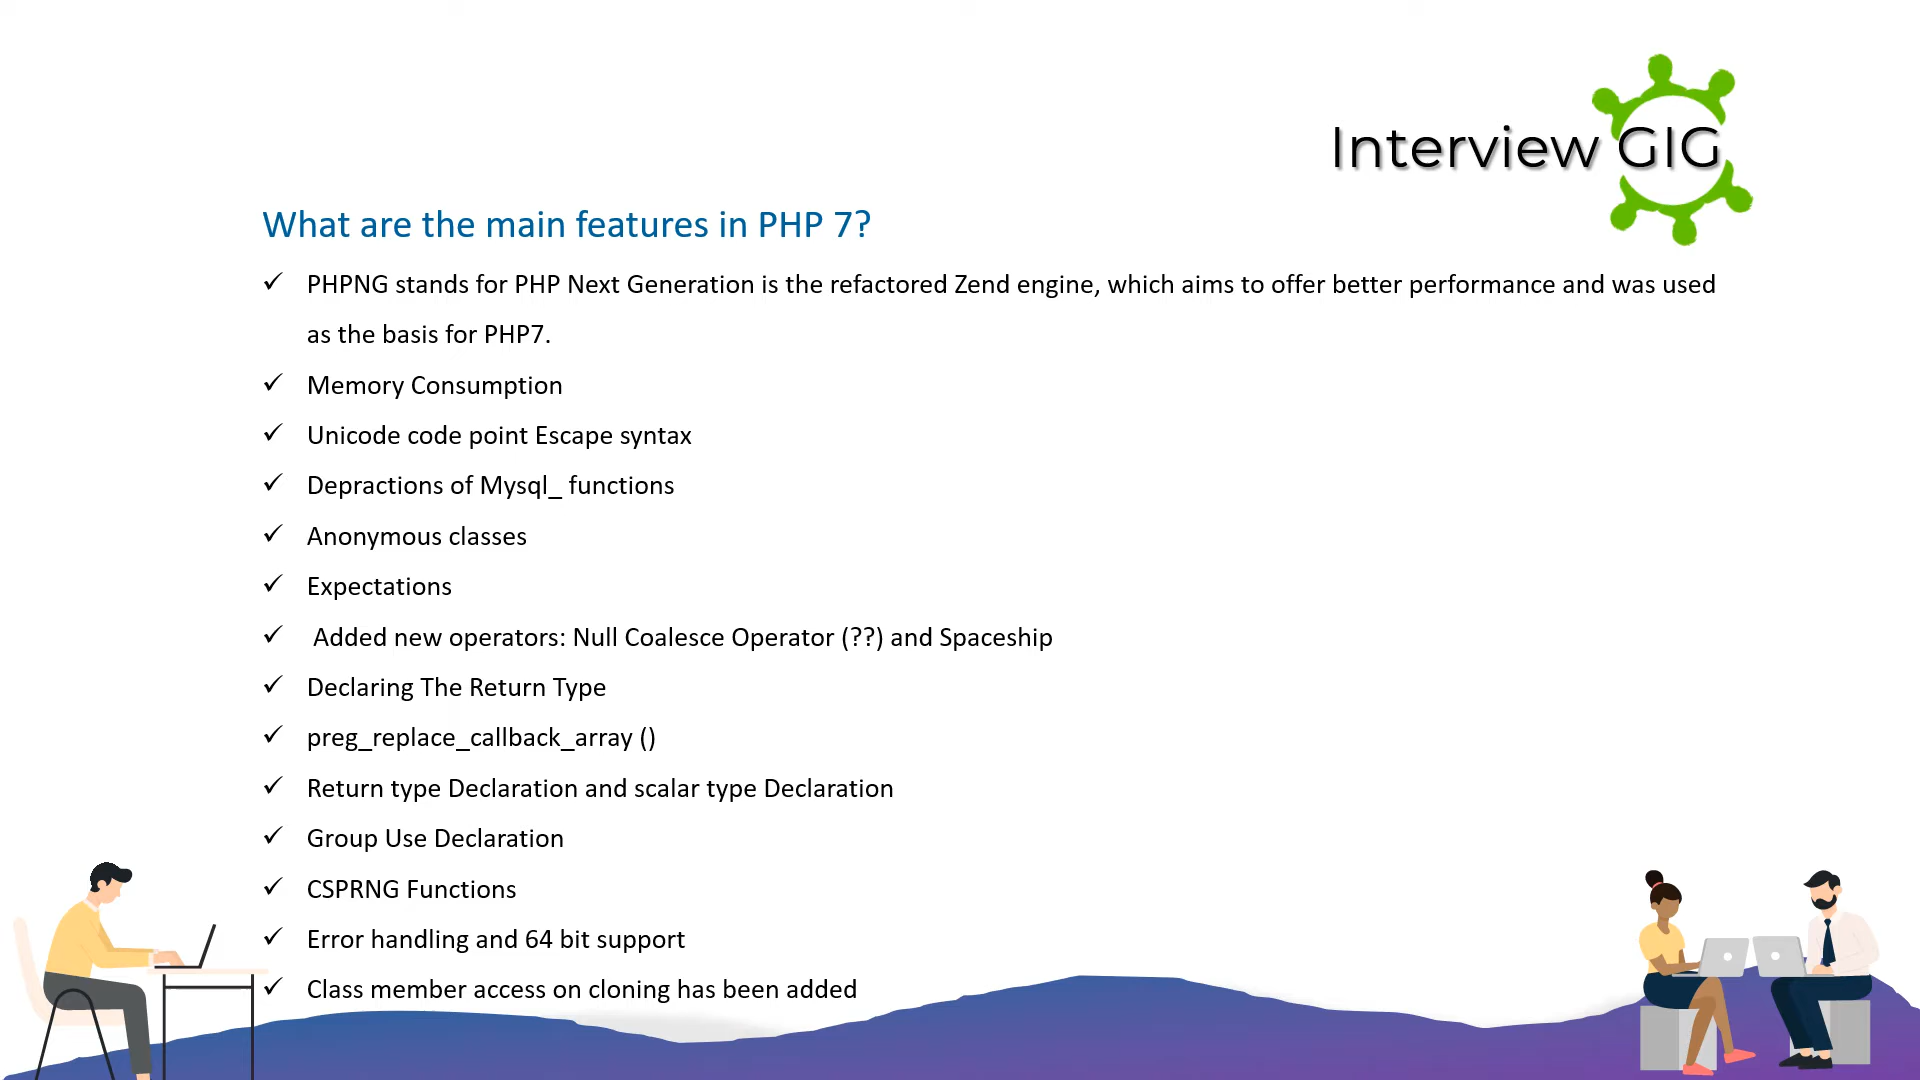 Interview GIG
What are the main features in PHP 7?
✓ PHPNG stands for PHP Next Generation is the refactored Zend engine, which aims to offer better performance and was used
as the basis for PHP7.
✓ Memory Consumption
✓ Unicode code point Escape syntax
✓ Depractions of Mysql_ functions
✓ Anonymous classes
✓ Expectations
✓ Added new operators: Null Coalesce Operator (??) and Spaceship
✓ Declaring The Return Type
✓ preg_replace_callback_array ()
✓ Return type Declaration and scalar type Declaration
✓ Group Use Declaration
✓ CSPRNG Functions
✓ Error handling and 64 bit support
✓ Class member access on cloning has been added